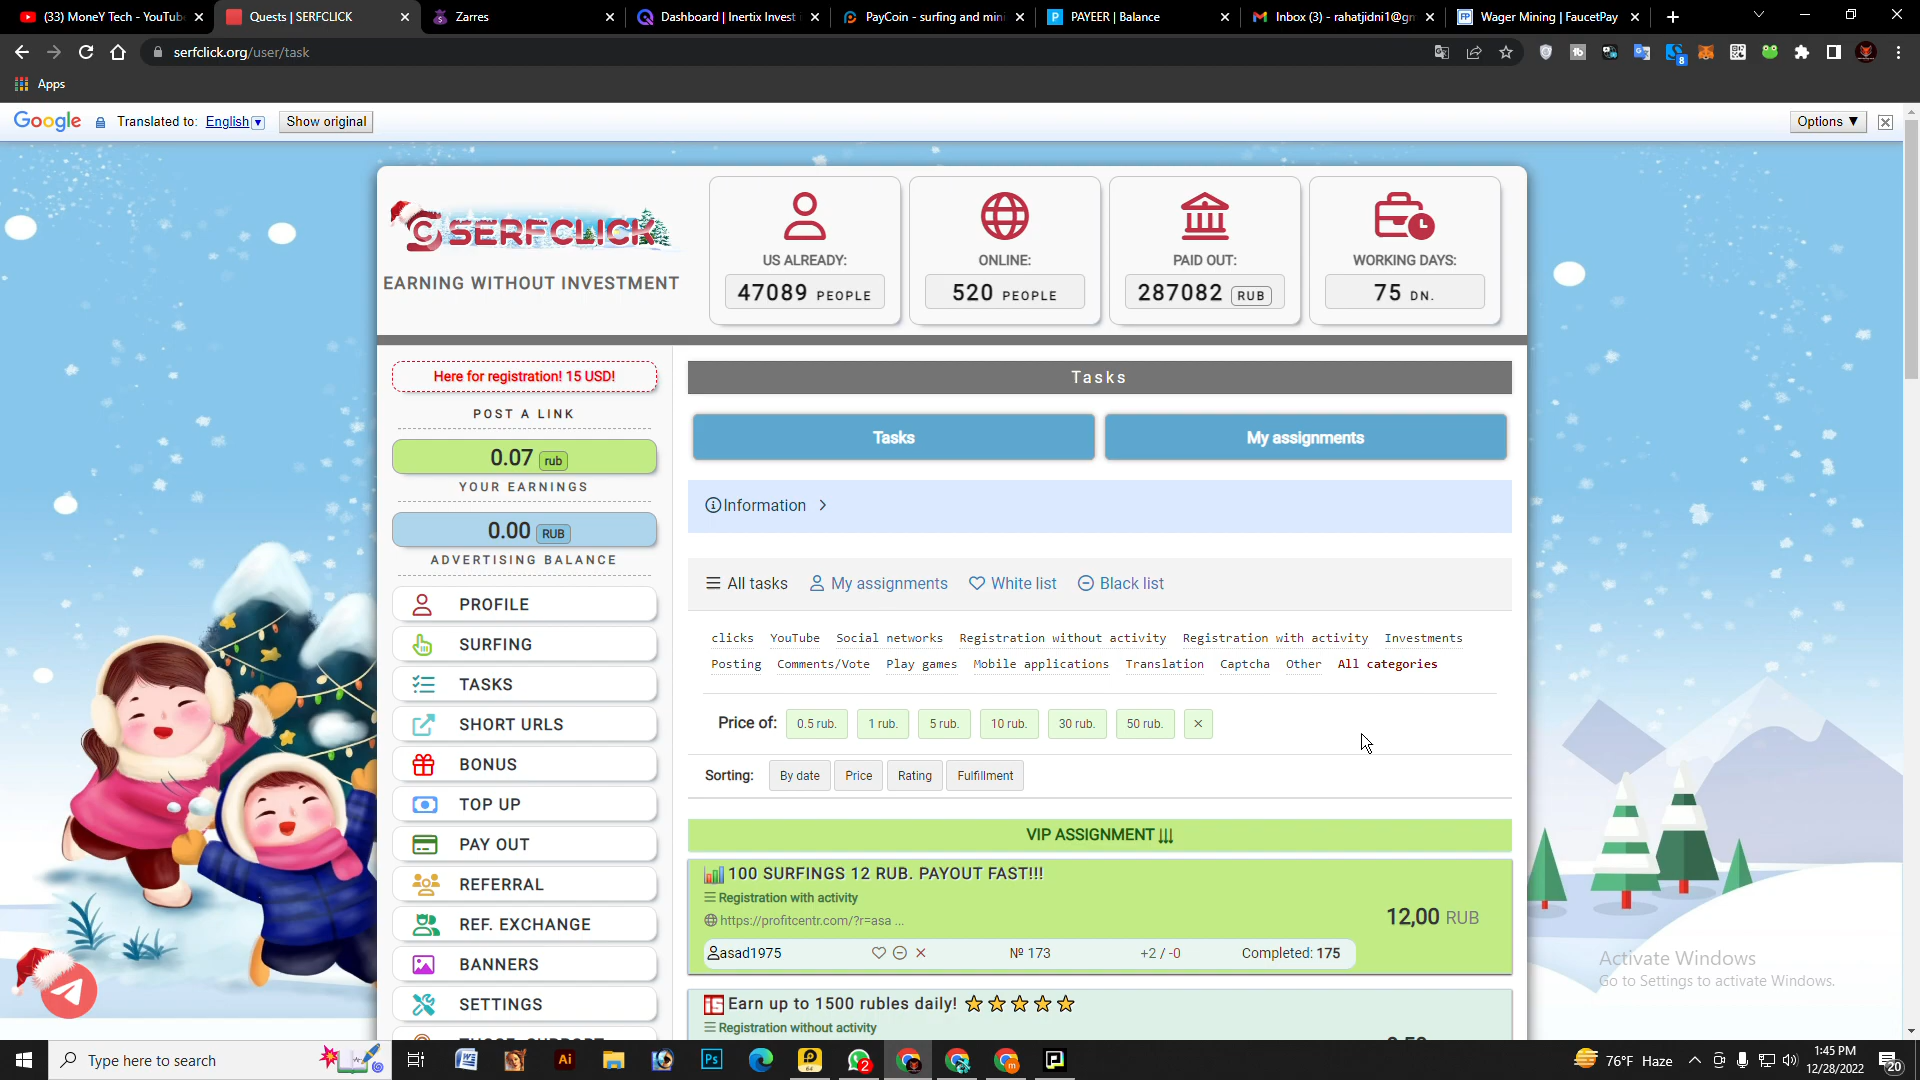 (33) MoneY Tech - YouTube
Quests | SERFCLICK
Zarres
Dashboard | Inertix Invest
PayCoin - surfing and mini
PAYEER | Balance
Inbox (3) - rahatjidni1@gm
Wager Mining | FaucetPay
serfclick.org/user/task
8
Apps
Google
Translated to: English
Show original
Options ▼
SERFCLICK
EARNING WITHOUT INVESTMENT
US ALREADY:
47089 PEOPLE
ONLINE:
520 PEOPLE
PAID OUT:
287082 RUB
WORKING DAYS:
75 DN.
Here for registration! 15 USD!
POST A LINK
0.07 rub
YOUR EARNINGS
0.00 RUB
ADVERTISING BALANCE
PROFILE
SURFING
TASKS
SHORT URLS
BONUS
TOP UP
PAY OUT
REFERRAL
REF. EXCHANGE
BANNERS
SETTINGS
Tasks
Tasks
My assignments
Information
All tasks My assignments White list Black list
clicks YouTube Social networks Registration without activity Registration with activity Investments
Posting Comments/Vote Play games Mobile applications Translation Captcha Other All categories
Price of: 0.5 rub. 1 rub. 5 rub. 10 rub. 30 rub. 50 rub. ×
Sorting: By date Price Rating Fulfillment
VIP ASSIGNMENT
100 SURFINGS 12 RUB. PAYOUT FAST!!!
Registration with activity
https://profitcentr.com/?r=asa ...
12,00 RUB
asad1975 № 173 +2 / -0 Completed: 175
Earn up to 1500 rubles daily!
Registration without activity
Activate Windows
Go to Settings to activate Windows.
Type here to search
Ai
Ps
2
76°F Haze
1:45 PM
12/28/2022
20